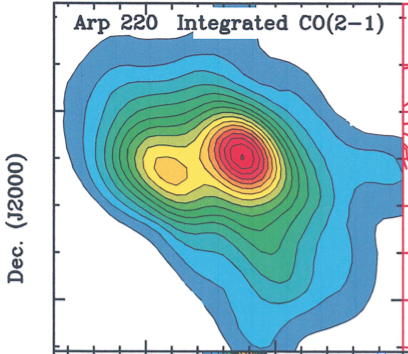 Arp 220 Integrated CO(2-1)
Dec. (J2000)